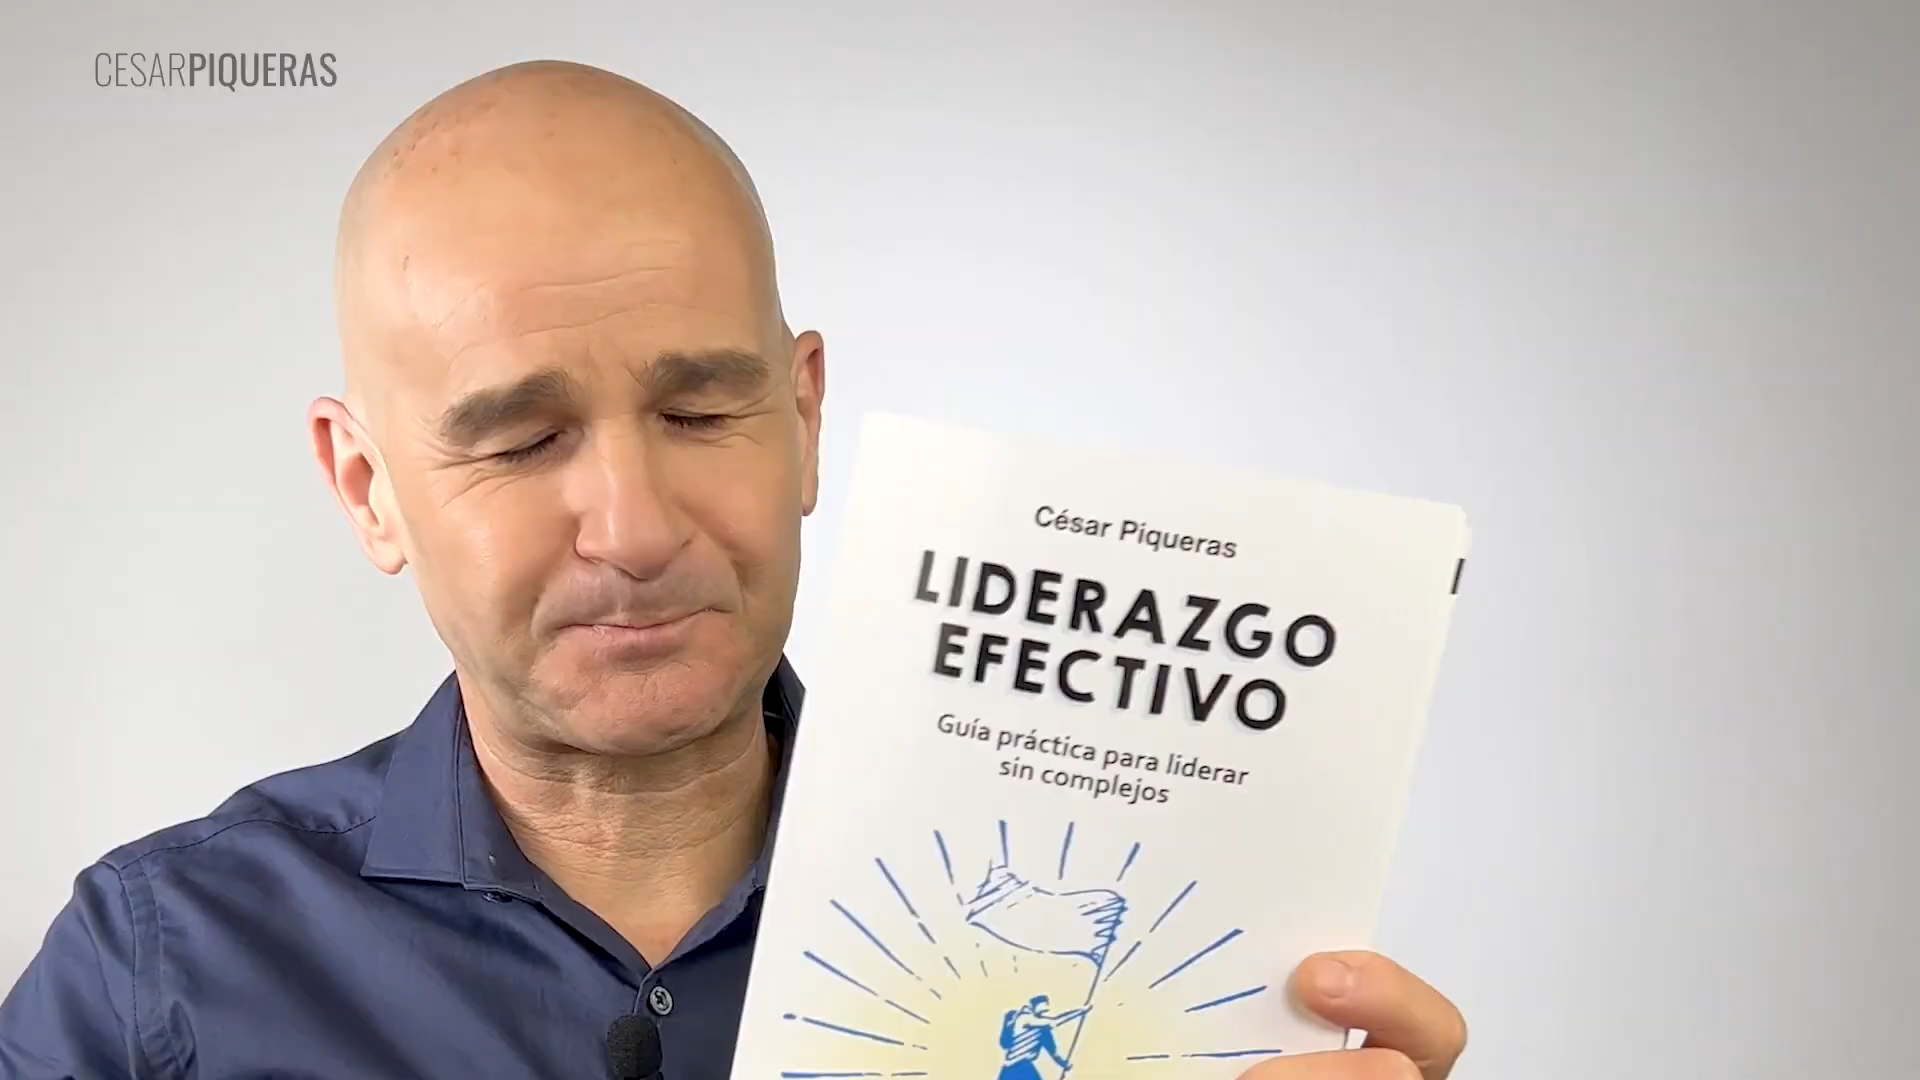 CESARPIQUERAS
César Piqueras
LIDERAZGO
EFECTIVO
Guía práctica para liderar
sin complejos